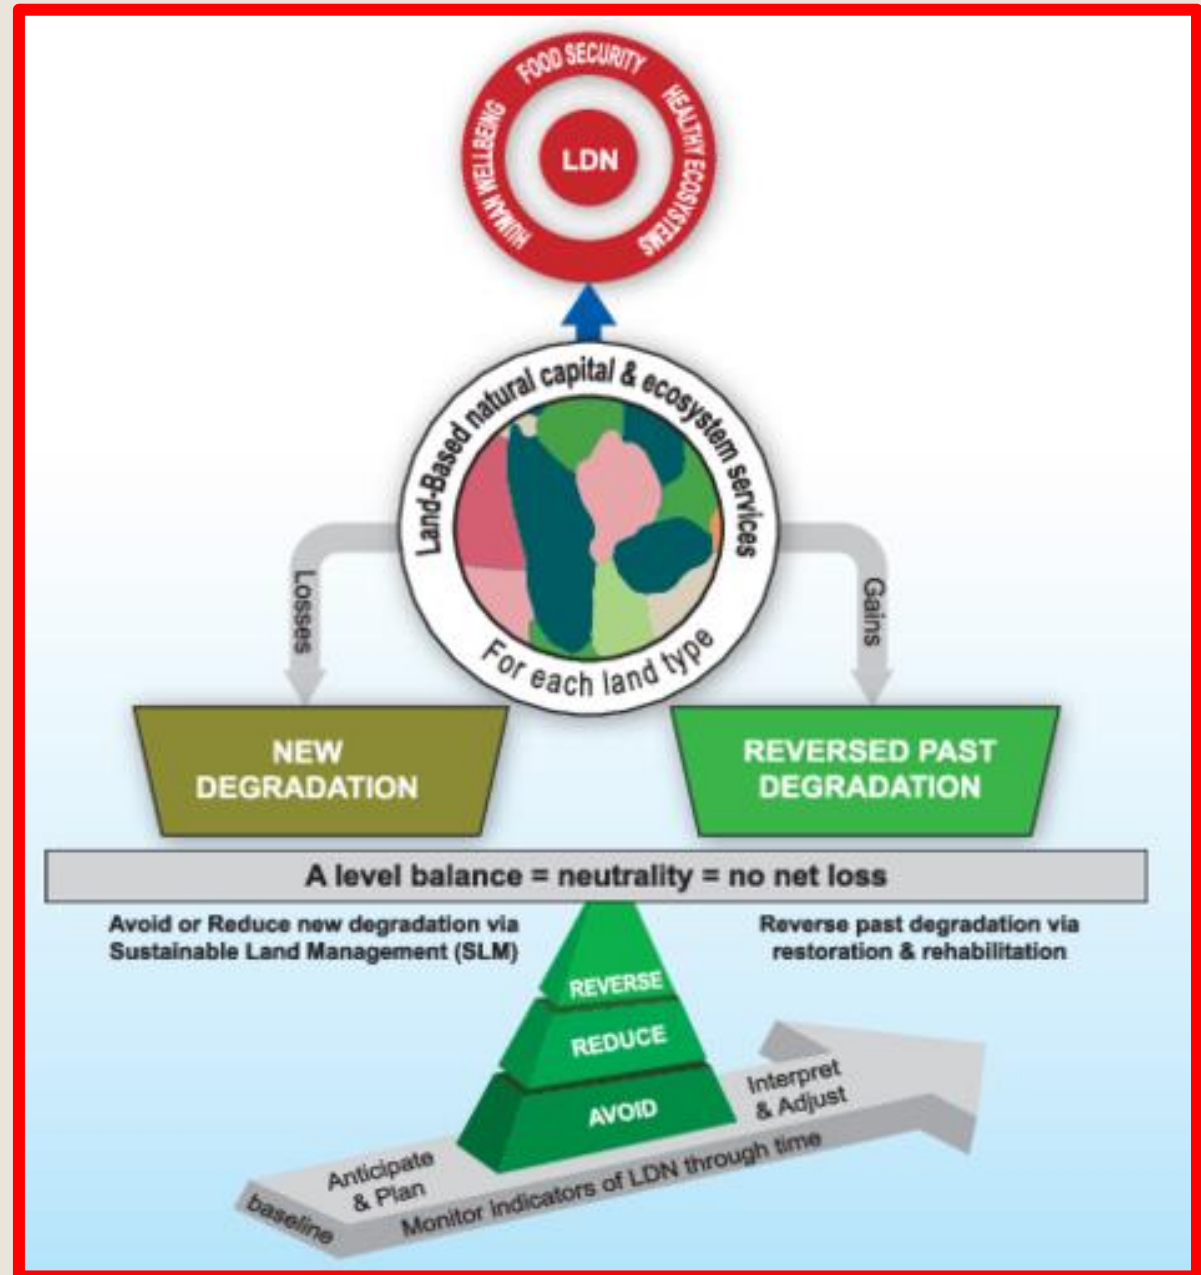 FOOD SECURITY
HUMAN WELLBEING
HEALTHY ECOSYSTEMS
LDN
Land-Based natural capital & ecosystem services
For each land type
Losses
Gains
NEW
DEGRADATION
REVERSED PAST
DEGRADATION
A level balance = neutrality = no net loss
Avoid or Reduce new degradation via
Sustainable Land Management (SLM)
Reverse past degradation via
restoration & rehabilitation
REVERSE
REDUCE
AVOID
Interpret
& Adjust
Anticipate
& Plan
Monitor indicators of LDN through time
baseline